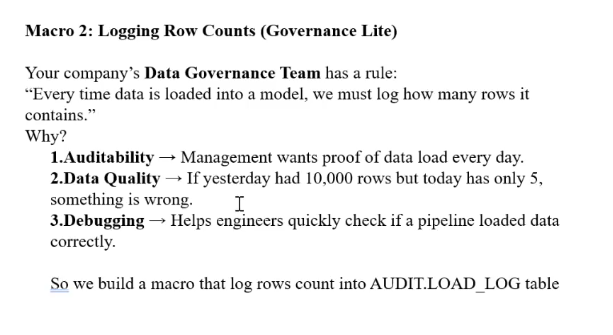 Macro 2: Logging Row Counts (Governance Lite)
Your company’s Data Governance Team has a rule:
“Every time data is loaded into a model, we must log how many rows it
contains.”
Why?
1.Auditability → Management wants proof of data load every day.
2.Data Quality → If yesterday had 10,000 rows but today has only 5,
something is wrong.
3.Debugging → Helps engineers quickly check if a pipeline loaded data
correctly.
So we build a macro that log rows count into AUDIT.LOAD_LOG table